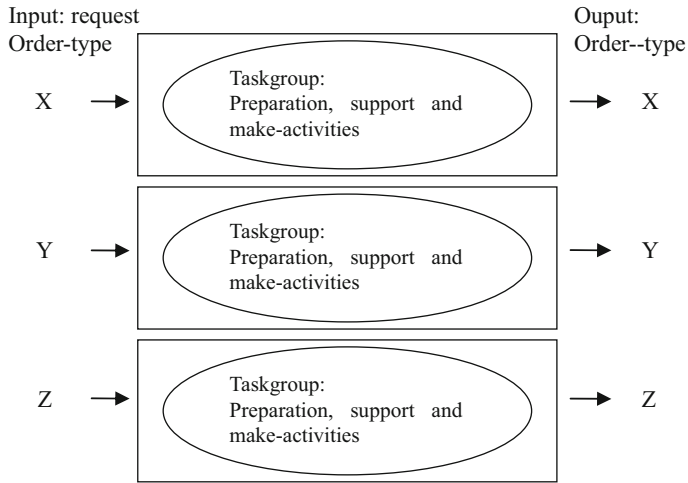 Input: request
Order-type
Ouput:
Order--type
X
Taskgroup:
Preparation, support and
make-activities
X
Y
Taskgroup:
Preparation, support and
make-activities
Y
Z
Taskgroup:
Preparation, support and
make-activities
Z